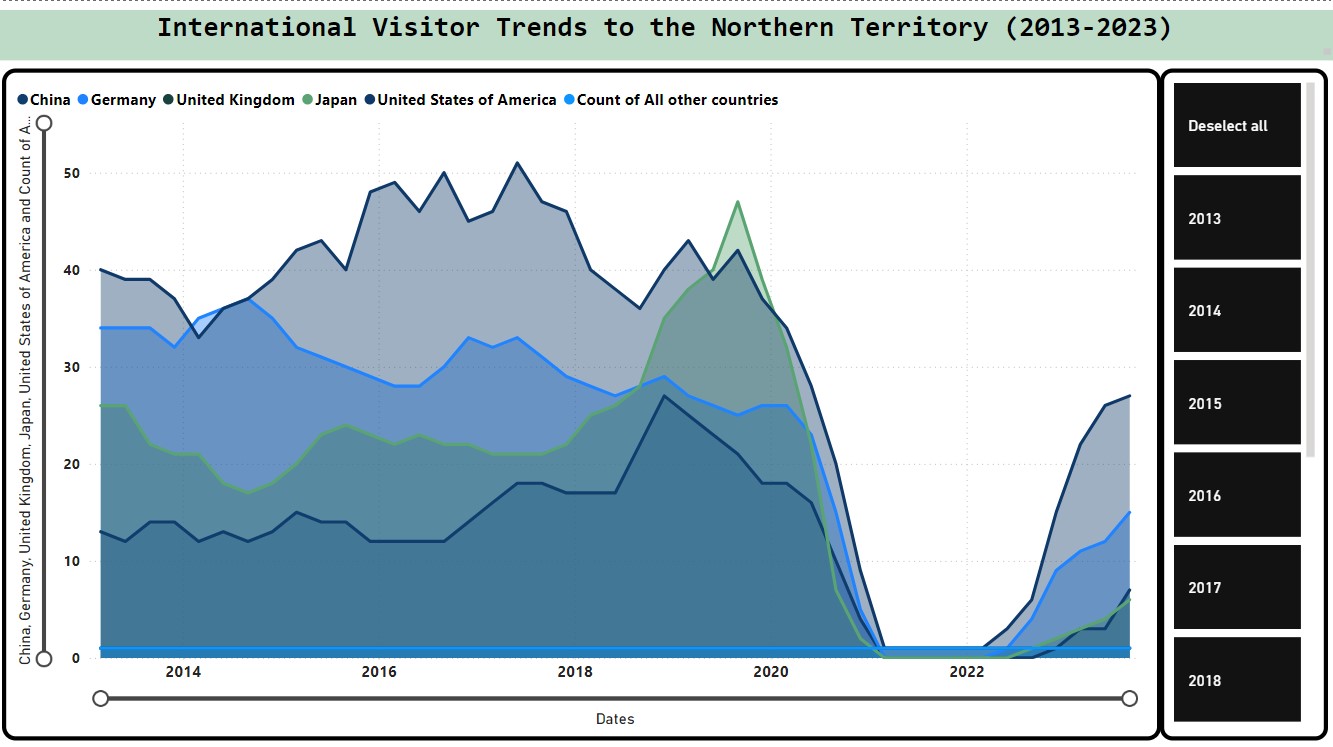 International Visitor Trends to the Northern Territory (2013-2023)
China Germany United Kingdom Japan United States of America Count of All other countries
China, Germany, United Kingdom, Japan, United States of America and Count of A...
50
40
30
20
10
0
2014 2016 2018 2020 2022
Dates
Deselect all
2013
2014
2015
2016
2017
2018